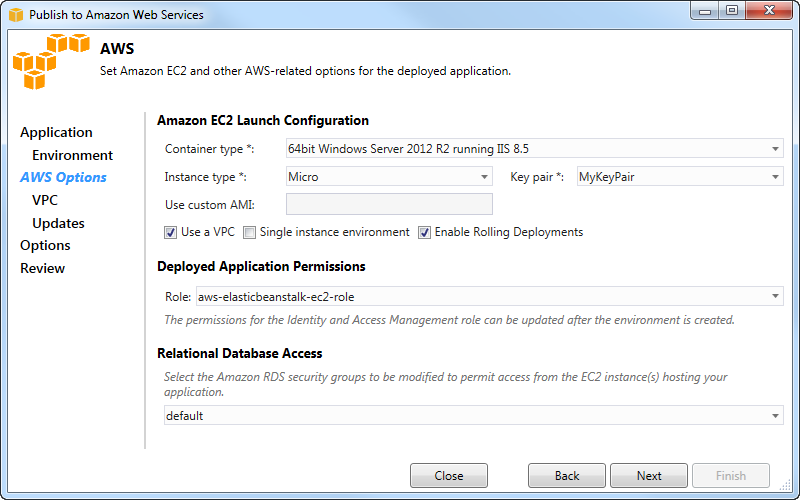 Publish to Amazon Web Services
AWS
Set Amazon EC2 and other AWS-related options for the deployed application.
Application
Environment
AWS Options
VPC
Updates
Options
Review
Amazon EC2 Launch Configuration
Container type *: 64bit Windows Server 2012 R2 running IIS 8.5
Instance type *: Micro Key pair *: MyKeyPair
Use custom AMI:
Use a VPC Single instance environment Enable Rolling Deployments
Deployed Application Permissions
Role: aws-elasticbeanstalk-ec2-role
The permissions for the Identity and Access Management role can be updated after the environment is created.
Relational Database Access
Select the Amazon RDS security groups to be modified to permit access from the EC2 instance(s) hosting your
application.
default
Close Back Next Finish